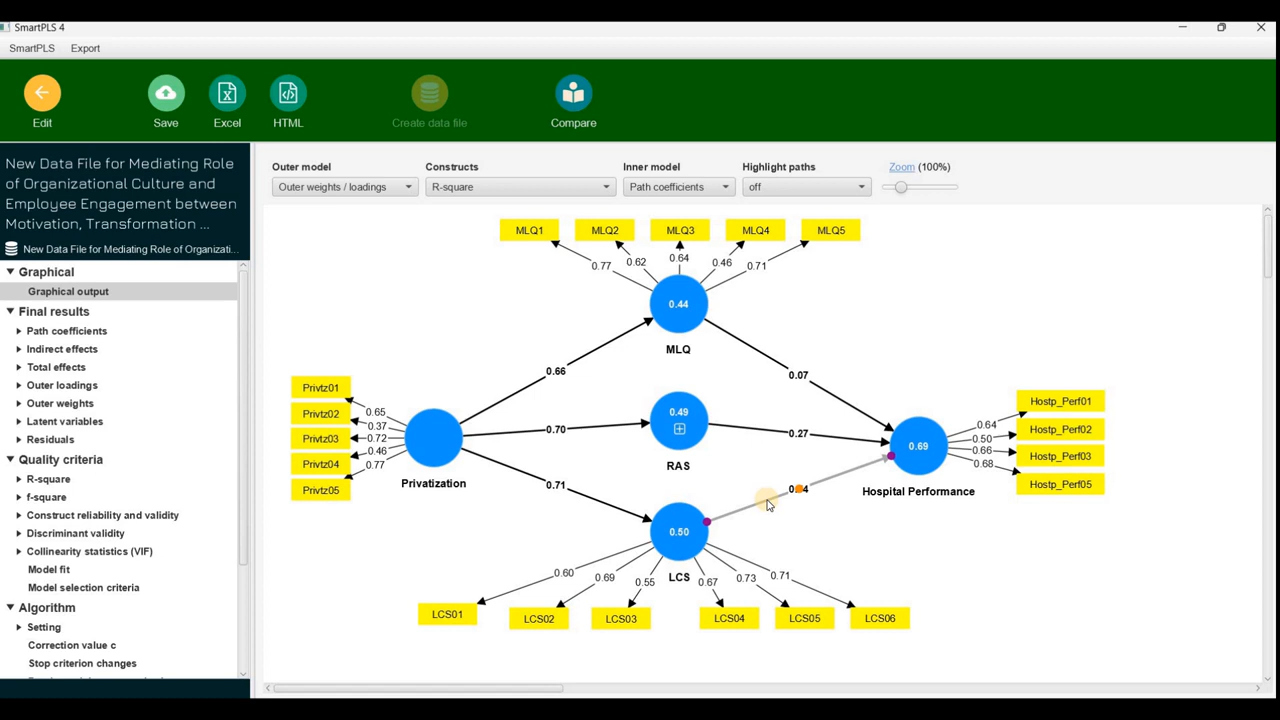 SmartPLS 4
SmartPLS Export
Edit
Save
Excel
HTML
Create data file
Compare
New Data File for Mediating Role
of Organizational Culture and
Employee Engagement between
Motivation, Transformation ...
New Data File for Mediating Role of Organizati...
Graphical
Graphical output
Final results
Path coefficients
Indirect effects
Total effects
Outer loadings
Outer weights
Latent variables
Residuals
Quality criteria
R-square
f-square
Construct reliability and validity
Discriminant validity
Collinearity statistics (VIF)
Model fit
Model selection criteria
Algorithm
Setting
Correction value c
Stop criterion changes
Outer model
Constructs
Inner model
Highlight paths
Zoom (100%)
Outer weights / loadings
R-square
Path coefficients
off
MLQ1 MLQ2 MLQ3 MLQ4 MLQ5
0.77 0.62 0.64 0.46 0.71
0.44
MLQ
0.66
0.07
Privtz01
Privtz02
Privtz03
Privtz04
Privtz05
0.65
0.37
0.72
0.46
0.77
Privatization
0.70
0.49
RAS
0.27
0.69
Hospital Performance
0.64
0.50
0.66
0.68
Hostp_Perf01
Hostp_Perf02
Hostp_Perf03
Hostp_Perf05
0.71
0.50
LCS
0.60 0.69 0.55 0.67 0.73 0.71
LCS01 LCS02 LCS03 LCS04 LCS05 LCS06